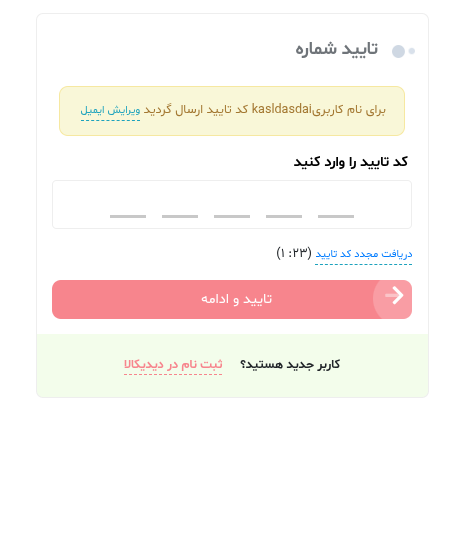 تایید شماره
برای نام کاربریkasldasdai کد تایید ارسال گردید ویرایش ایمیل
کد تایید را وارد کنید
دریافت مجدد کد تایید (۱:۲۳)
تایید و ادامه
کاربر جدید هستید؟ ثبت نام در دیدیکالا